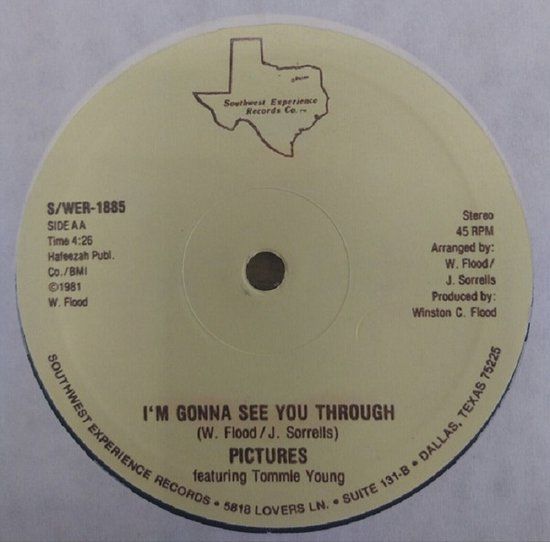 Southwest Experience
Records Co. ™
S/WER-1885
SIDE AA
Time 4:26
Hafeezah Publ.
Co./BMI
©1981
W. Flood
Stereo
45 RPM
Arranged by:
W. Flood/
J. Sorrells
Produced by:
Winston C. Flood
I'M GONNA SEE YOU THROUGH
(W. Flood/J. Sorrells)
PICTURES
featuring Tommie Young
SOUTHWEST EXPERIENCE RECORDS • 5818 LOVERS LN. • SUITE 131-B • DALLAS, TEXAS 75225